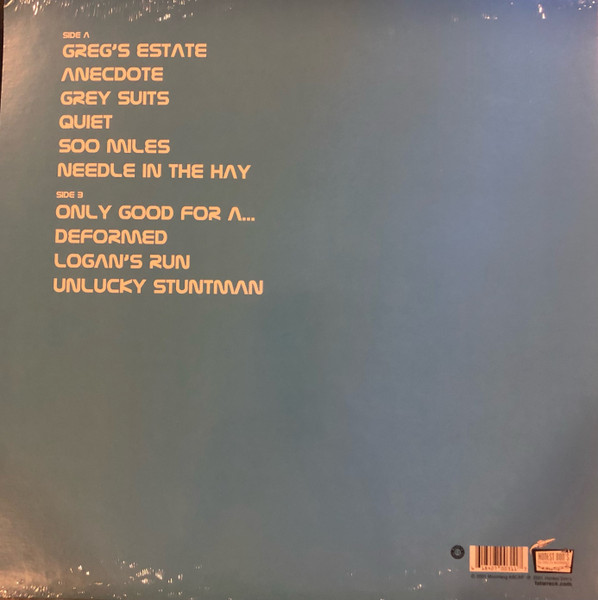 SIDE A
GREG'S ESTATE
ANECDOTE
GREY SUITS
QUIET
500 MILES
NEEDLE IN THE HAY
SIDE B
ONLY GOOD FOR A...
DEFORMED
LOGAN'S RUN
UNLUCKY STUNTMAN